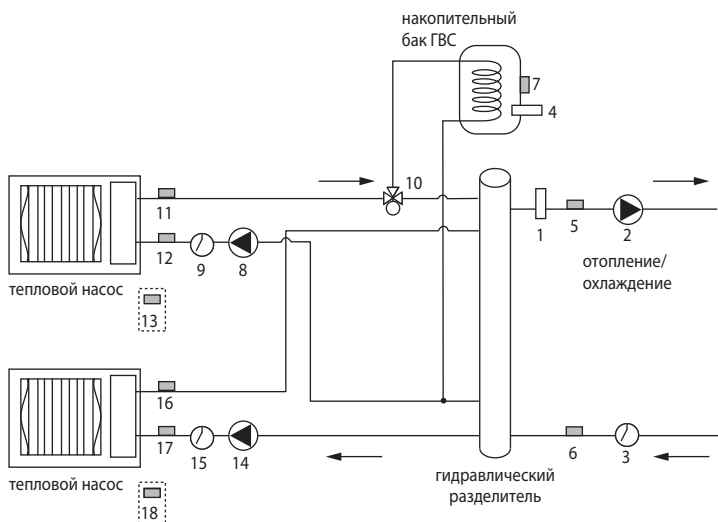 накопительный
бак ГВС
7
4
10
11
1
5
2
12
9
8
отопление/
охлаждение
тепловой насос
13
16
17
15
14
6
3
гидравлический
разделитель
тепловой насос
18